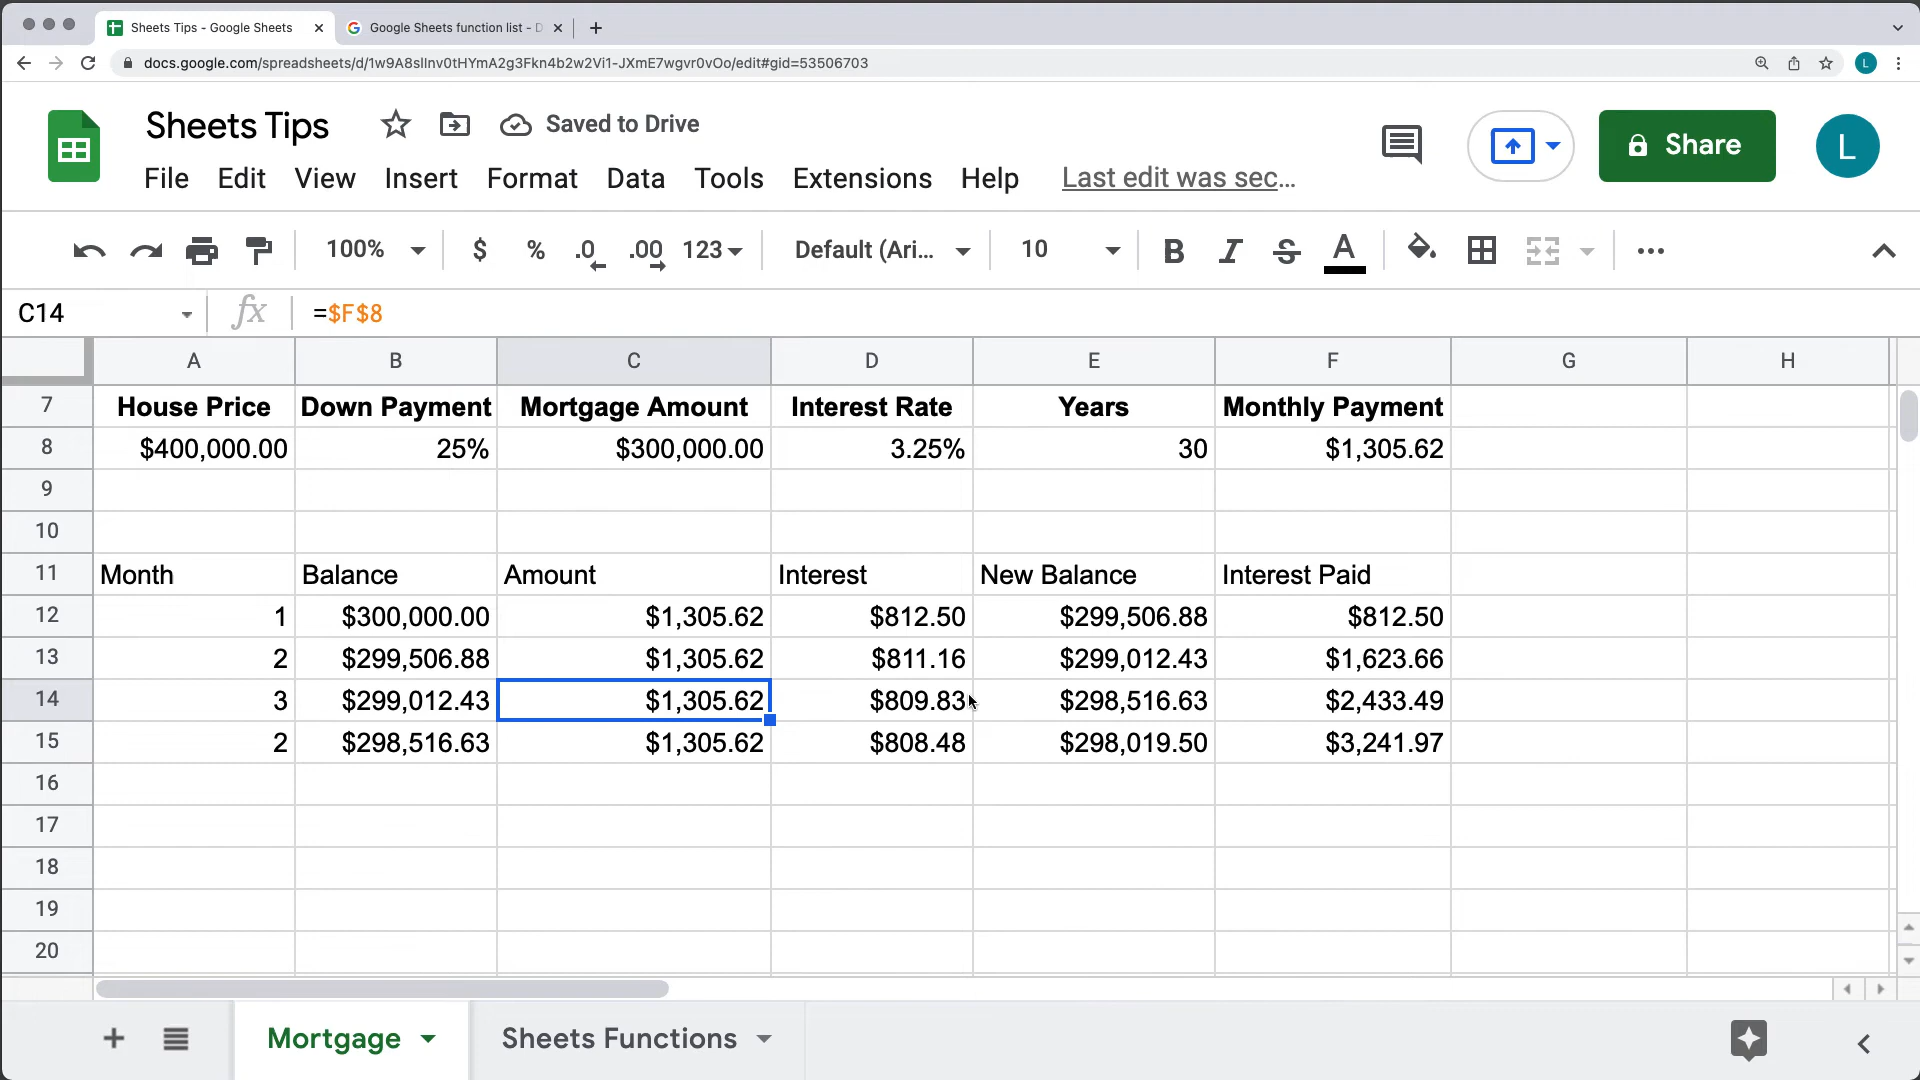 Sheets Tips - Google Sheets
Google Sheets function list - D
docs.google.com/spreadsheets/d/1w9A8sIlnv0tHYmA2g3Fkn4b2w2Vi1-JXmE7wgvr0vOo/edit#gid=53506703
L
Sheets Tips
Saved to Drive
Share
L
File Edit View Insert Format Data Tools Extensions Help Last edit was sec...
100% $ % .0 .00 123 Default (Ari... 10 B I S A
C14 fx =$F$8
A B C D E F G H
7 House Price Down Payment Mortgage Amount Interest Rate Years Monthly Payment
8 $400,000.00 25% $300,000.00 3.25% 30 $1,305.62
9
10
11 Month Balance Amount Interest New Balance Interest Paid
12 1 $300,000.00 $1,305.62 $812.50 $299,506.88 $812.50
13 2 $299,506.88 $1,305.62 $811.16 $299,012.43 $1,623.66
14 3 $299,012.43 $1,305.62 $809.83 $298,516.63 $2,433.49
15 2 $298,516.63 $1,305.62 $808.48 $298,019.50 $3,241.97
16
17
18
19
20
Mortgage Sheets Functions